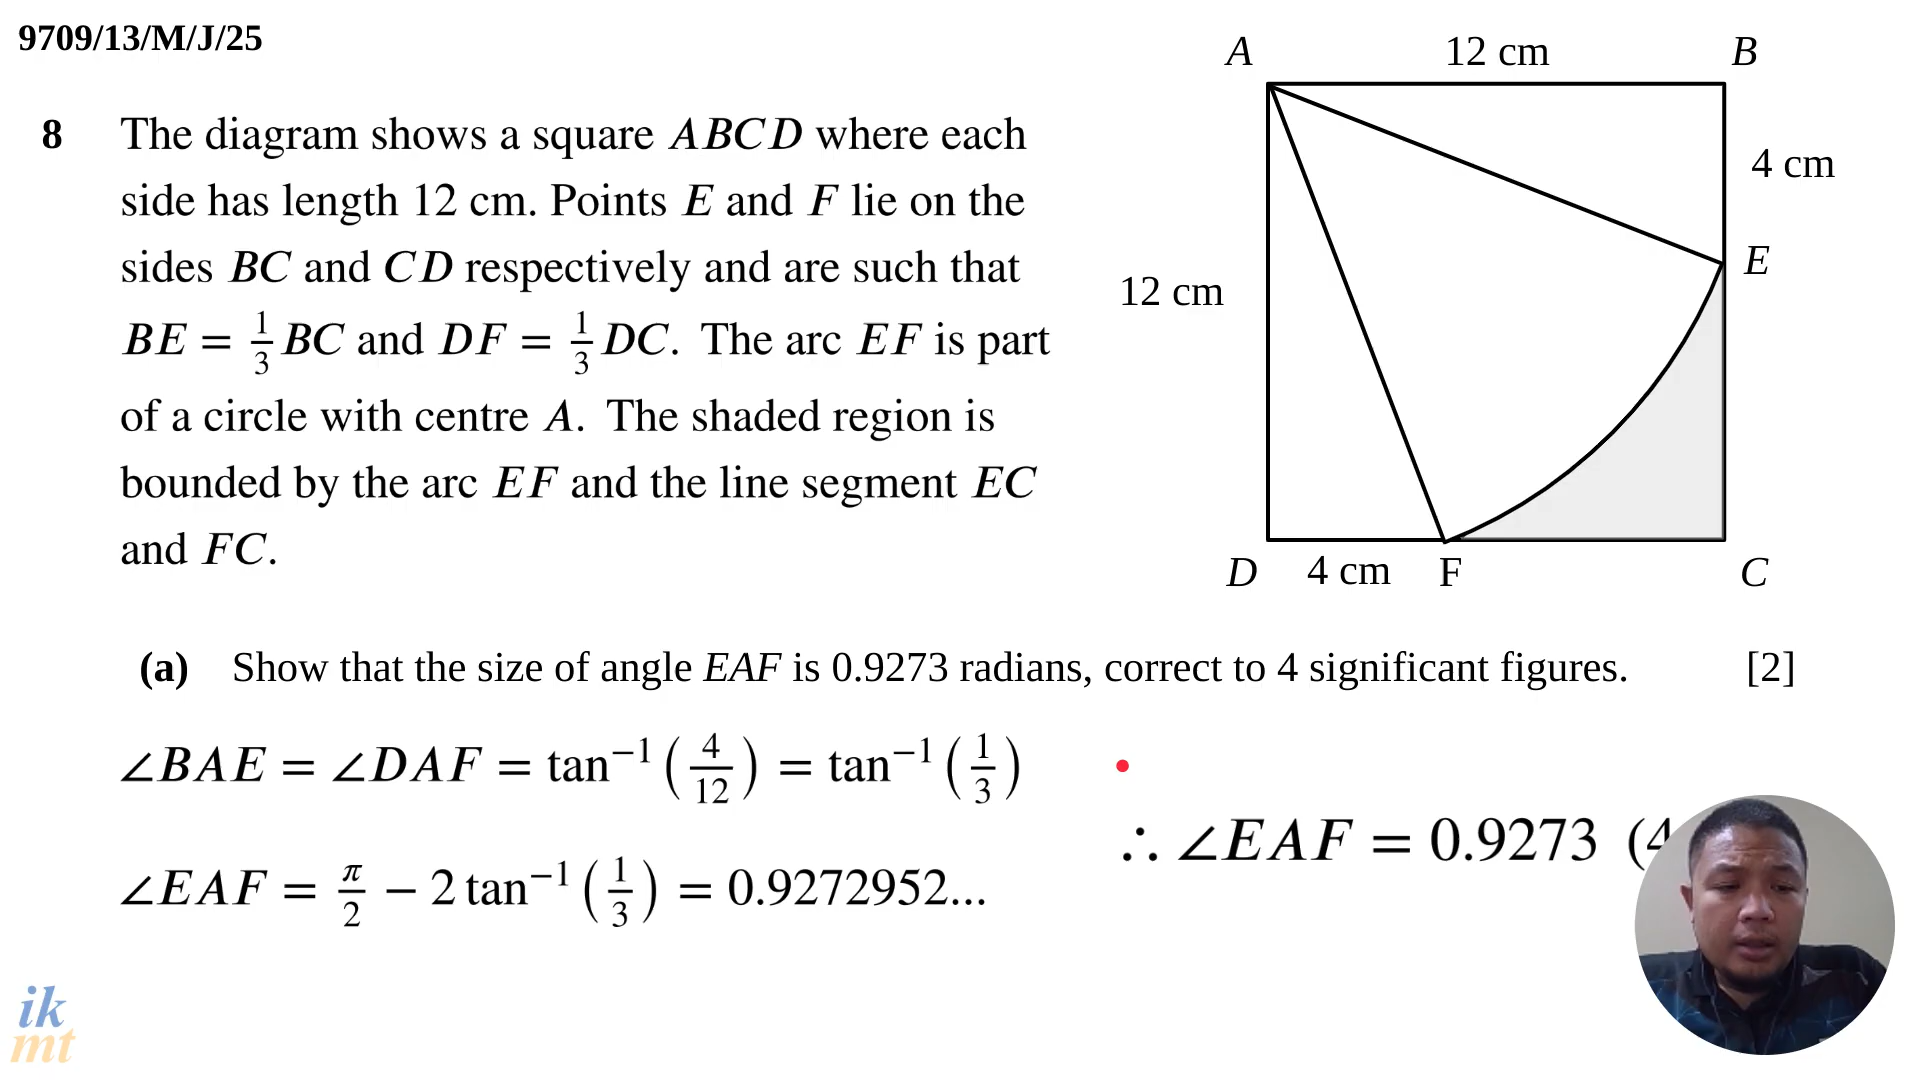 9709/13/M/J/25
8 The diagram shows a square ABCD where each
side has length 12 cm. Points E and F lie on the
sides BC and CD respectively and are such that
BE = 1/3 BC and DF = 1/3 DC. The arc EF is part
of a circle with centre A. The shaded region is
bounded by the arc EF and the line segment EC
and FC.
A 12 cm B
4 cm
E
12 cm
D 4 cm F C
(a) Show that the size of angle EAF is 0.9273 radians, correct to 4 significant figures. [2]
∠BAE = ∠DAF = tan⁻¹(4/12) = tan⁻¹(1/3)
∠EAF = π/2 − 2 tan⁻¹(1/3) = 0.9272952...
∴ ∠EAF = 0.9273 (4
ik
mt